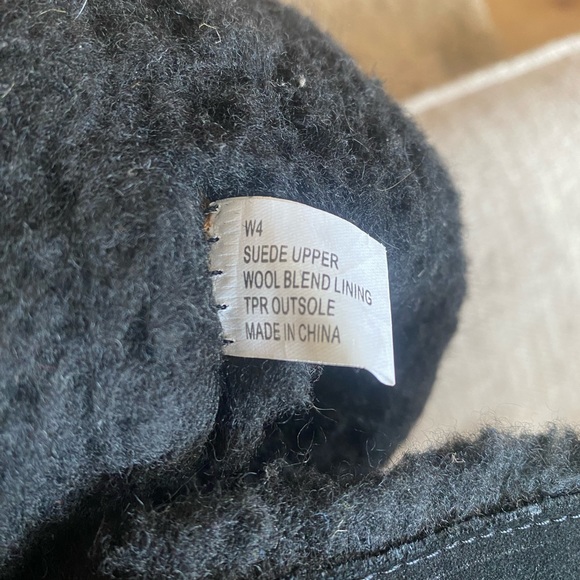 W4
SUEDE UPPER
WOOL BLEND LINING
TPR OUTSOLE
MADE IN CHINA